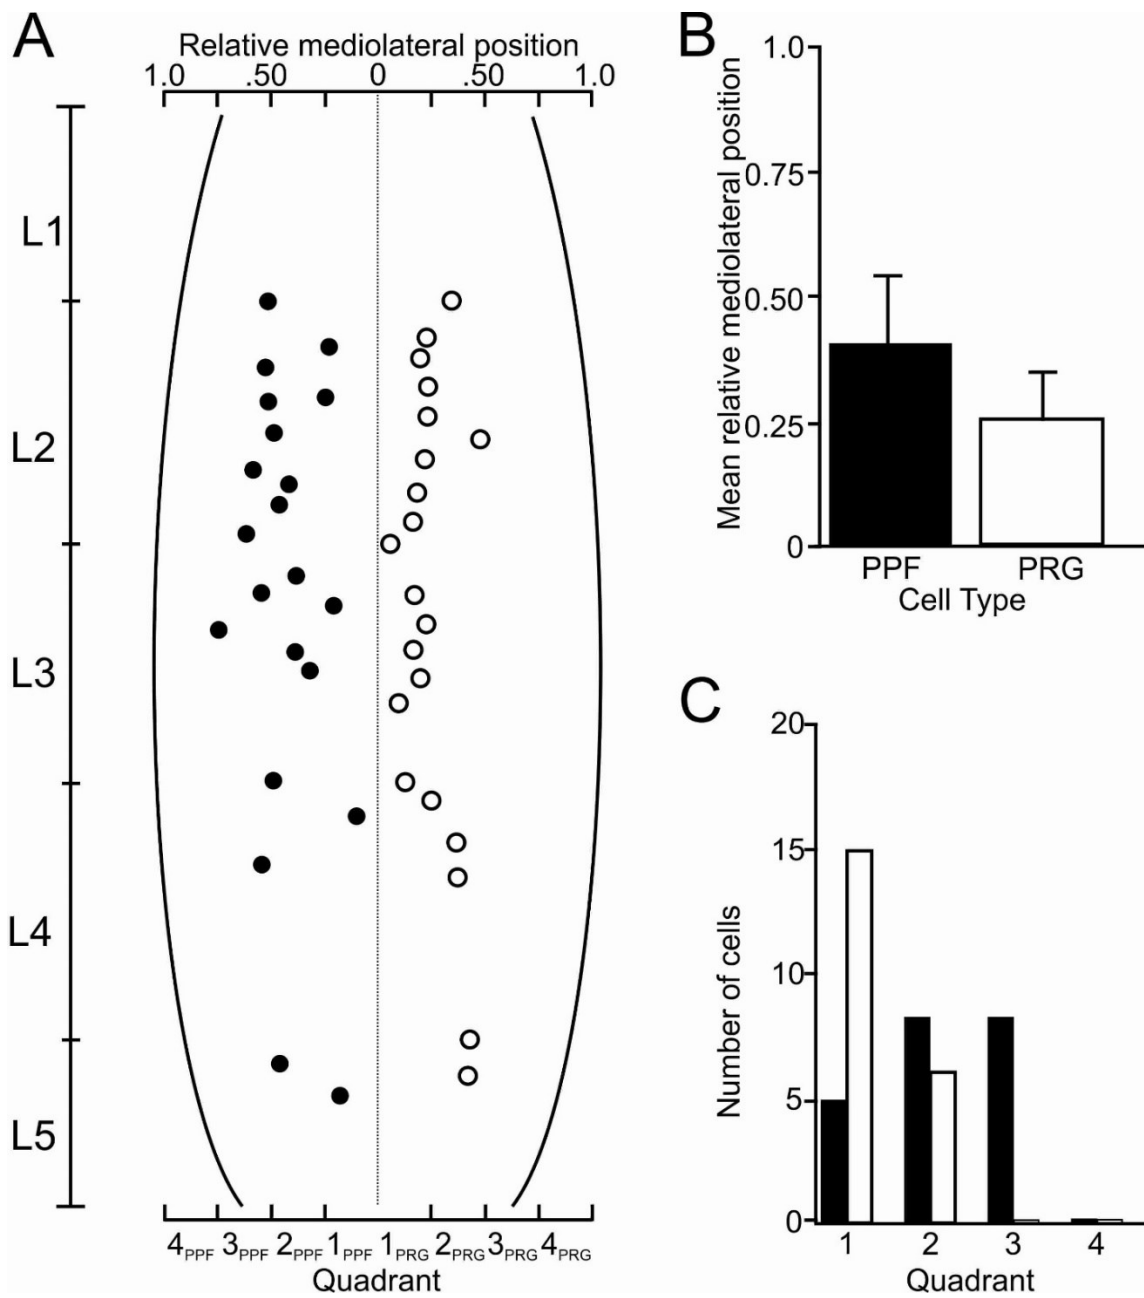 A
Relative mediolateral position
1.0 .50 0 .50 1.0
L1
L2
L3
L4
L5
4PPF 3PPF 2PPF 1PPF 1PRG 2PRG 3PRG 4PRG
Quadrant
B
Mean relative mediolateral position
1.0
0.75
0.50
0.25
0
PPF PRG
Cell Type
C
Number of cells
20
15
10
5
0
1 2 3 4
Quadrant